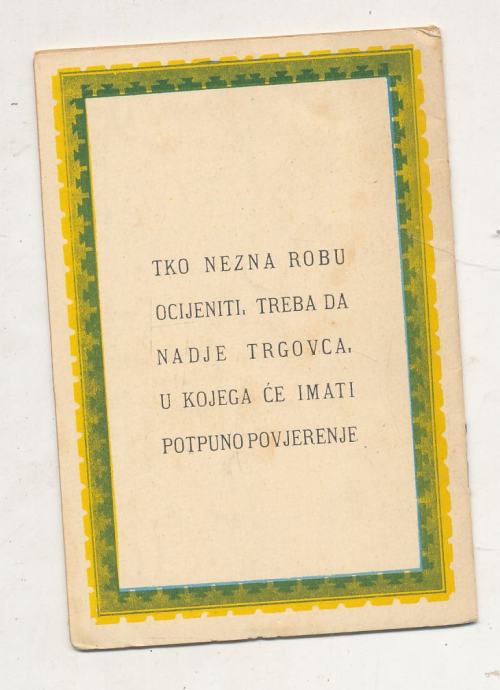 TKO NEZNA ROBU
OCIJENITI, TREBA DA
NADJE TRGOVCA,
U KOJEGA ĆE IMATI
POTPUNO POVJERENJE